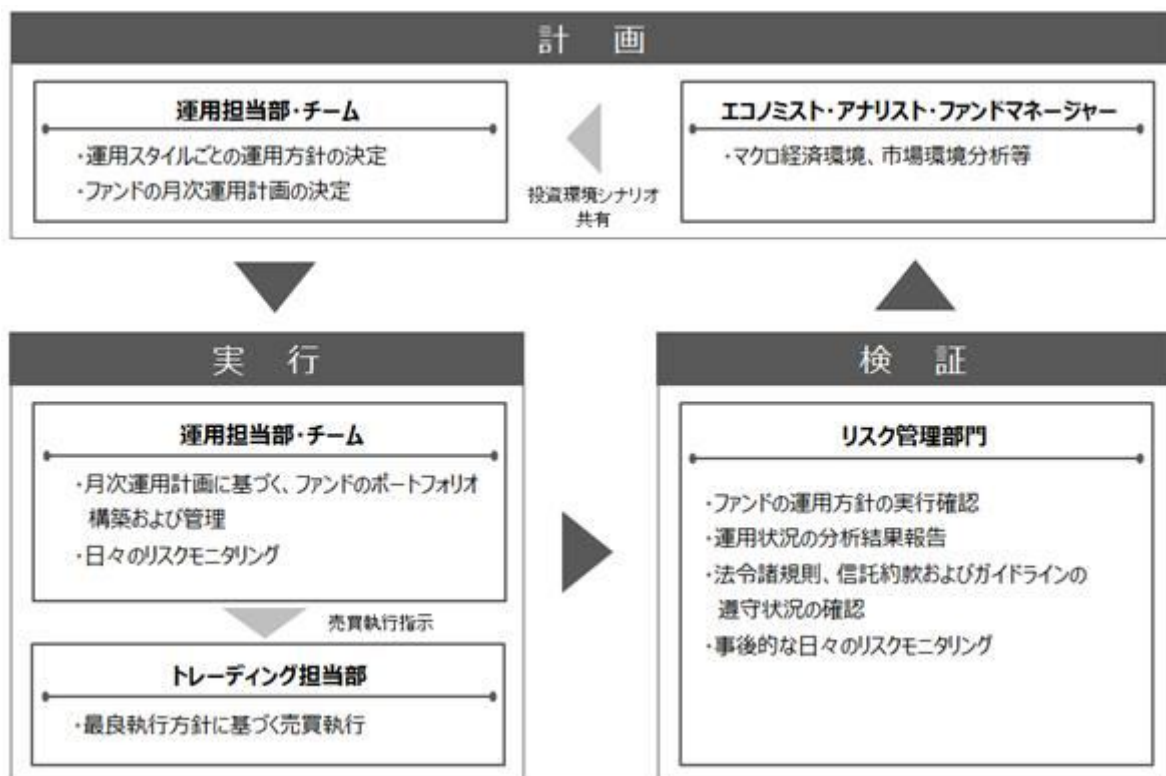 計　画
運用担当部・チーム
・運用スタイルごとの運用方針の決定
・ファンドの月次運用計画の決定
投資環境シナリオ
共有
エコノミスト・アナリスト・ファンドマネージャー
・マクロ経済環境、市場環境分析等
実　行
運用担当部・チーム
・月次運用計画に基づく、ファンドのポートフォリオ
構築および管理
・日々のリスクモニタリング
売買執行指示
トレーディング担当部
・最良執行方針に基づく売買執行
検　証
リスク管理部門
・ファンドの運用方針の実行確認
・運用状況の分析結果報告
・法令諸規則、信託約款およびガイドラインの
遵守状況の確認
・事後的な日々のリスクモニタリング